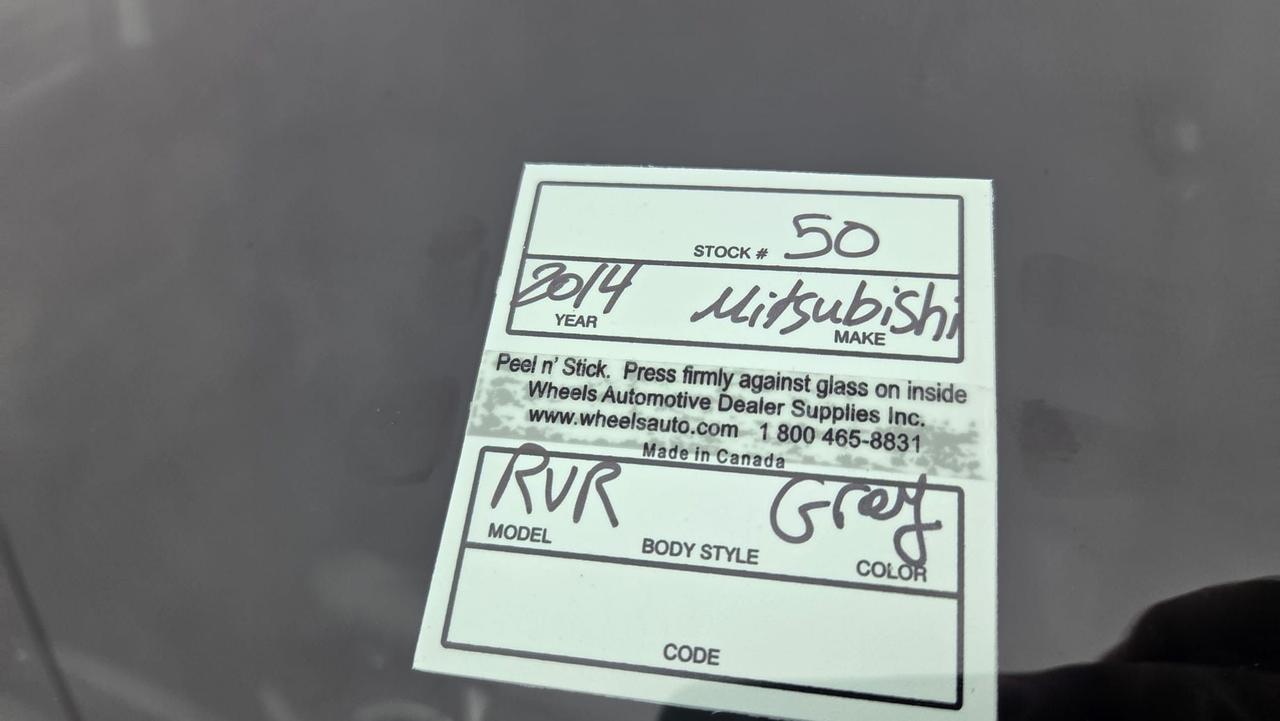 STOCK # 50
2014 Mitsubishi
YEAR MAKE
Peel n' Stick. Press firmly against glass on inside
Wheels Automotive Dealer Supplies Inc.
www.wheelsauto.com 1 800 465-8831
Made in Canada
RVR Gray
MODEL BODY STYLE COLOR
CODE